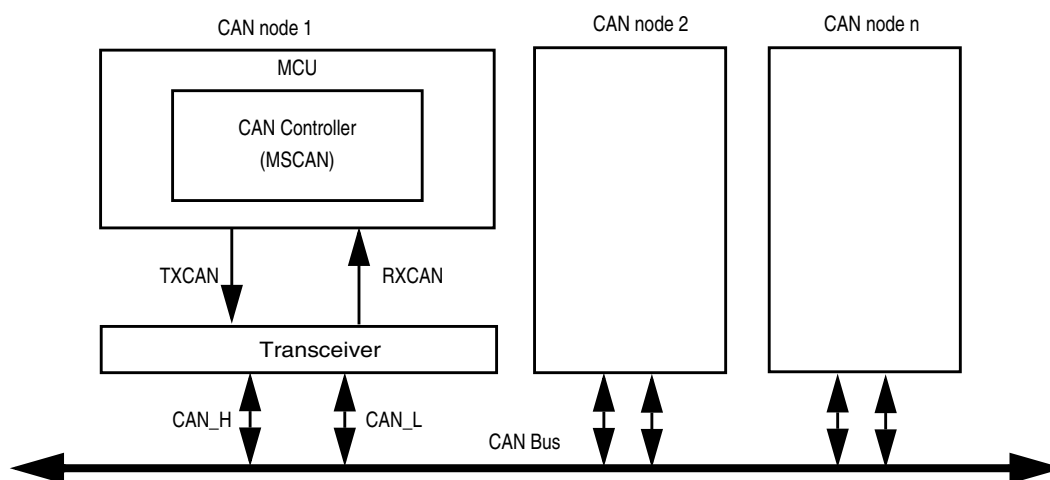 CAN node 1
CAN node 2
CAN node n
MCU
CAN Controller
(MSCAN)
TXCAN
RXCAN
Transceiver
CAN_H
CAN_L
CAN Bus